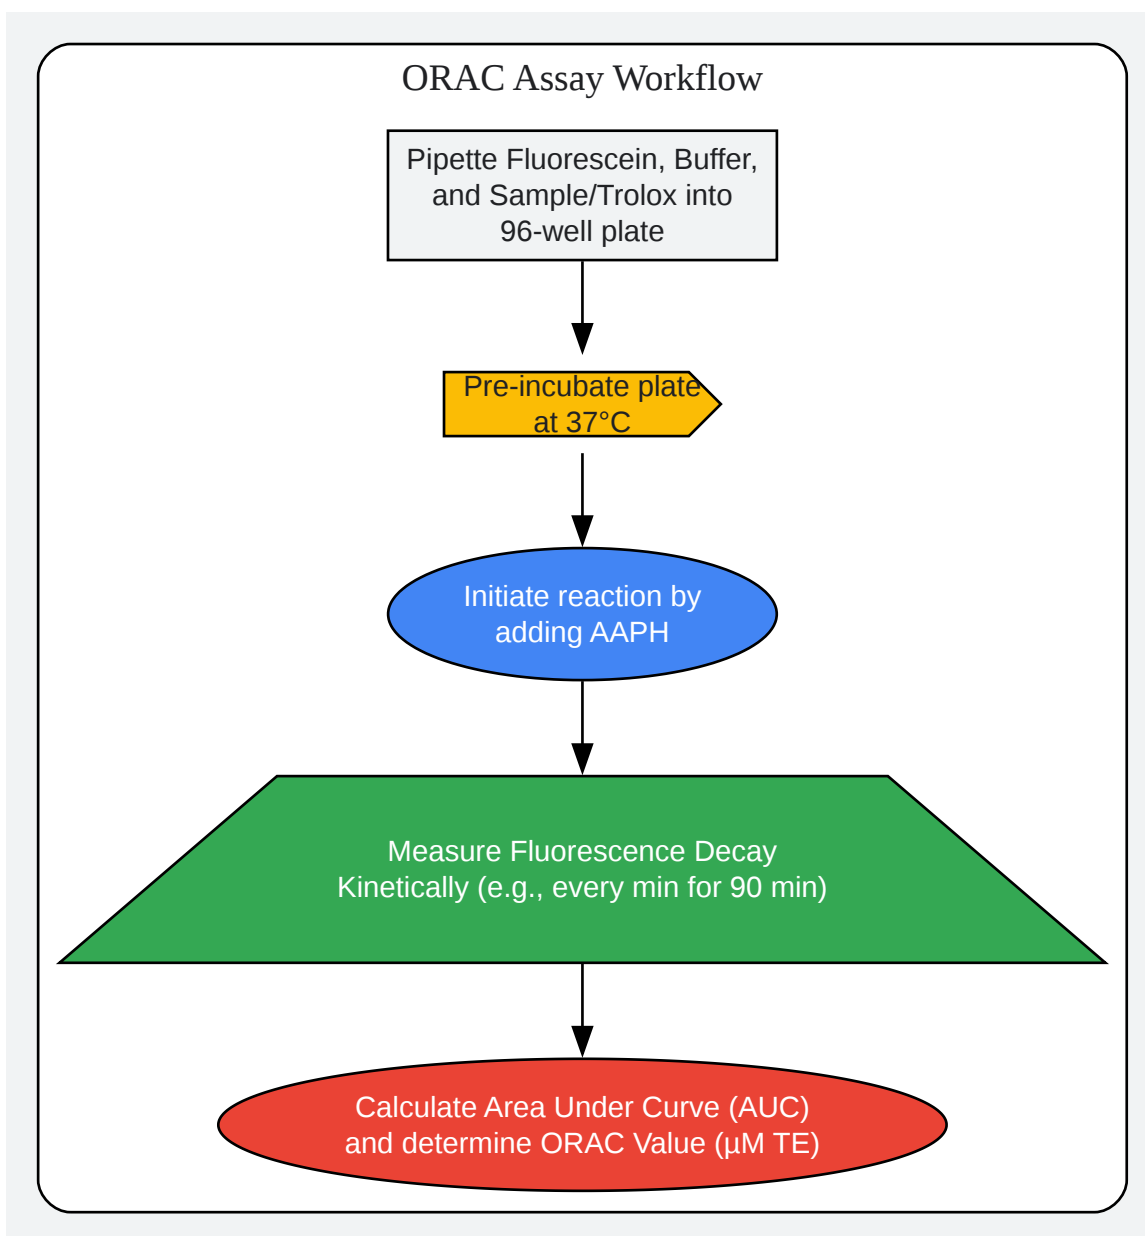 ORAC Assay Workflow
Pipette Fluorescein, Buffer,
and Sample/Trolox into
96-well plate
Pre-incubate plate
at 37°C
Initiate reaction by
adding AAPH
Measure Fluorescence Decay
Kinetically (e.g., every min for 90 min)
Calculate Area Under Curve (AUC)
and determine ORAC Value (µM TE)